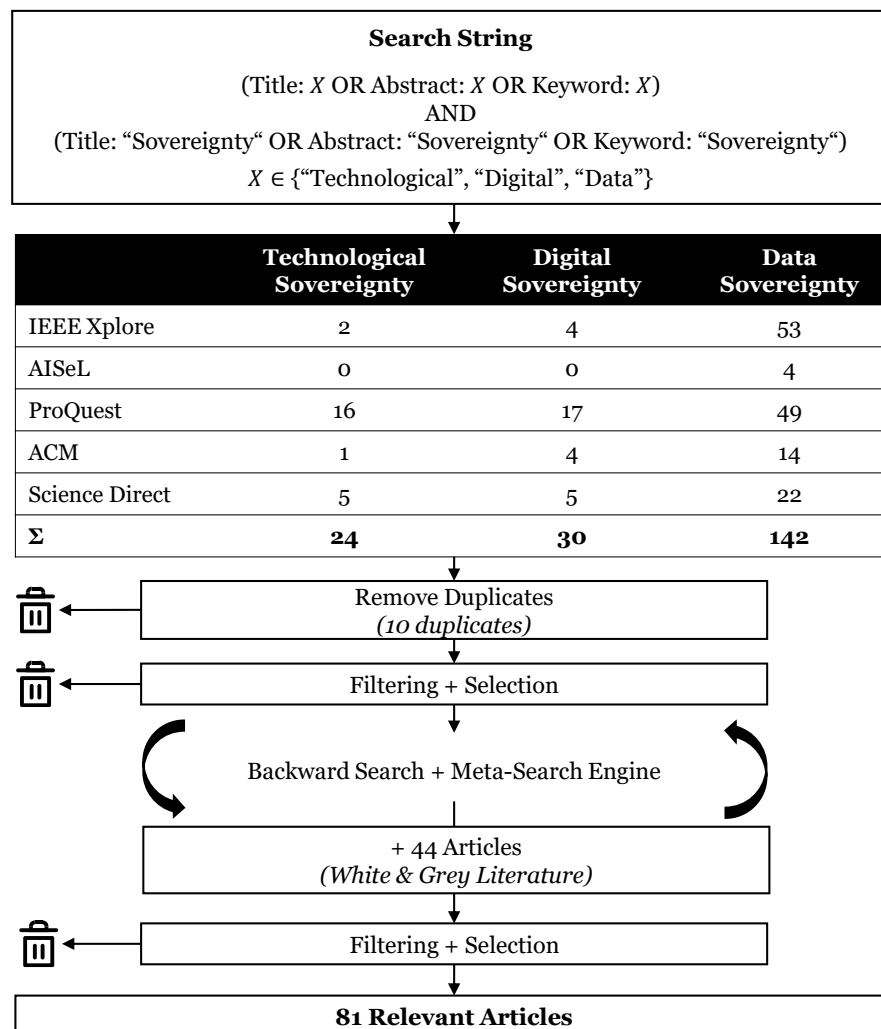 Search String
(Title: X OR Abstract: X OR Keyword: X)
AND
(Title: “Sovereignty“ OR Abstract: “Sovereignty“ OR Keyword: “Sovereignty“)
X ∈ {“Technological”, “Digital”, “Data”}
Technological Sovereignty Digital Sovereignty Data Sovereignty
IEEE Xplore 2 4 53
AISeL 0 0 4
ProQuest 16 17 49
ACM 1 4 14
Science Direct 5 5 22
Σ 24 30 142
Remove Duplicates
(10 duplicates)
Filtering + Selection
Backward Search + Meta-Search Engine
+ 44 Articles
(White & Grey Literature)
Filtering + Selection
81 Relevant Articles